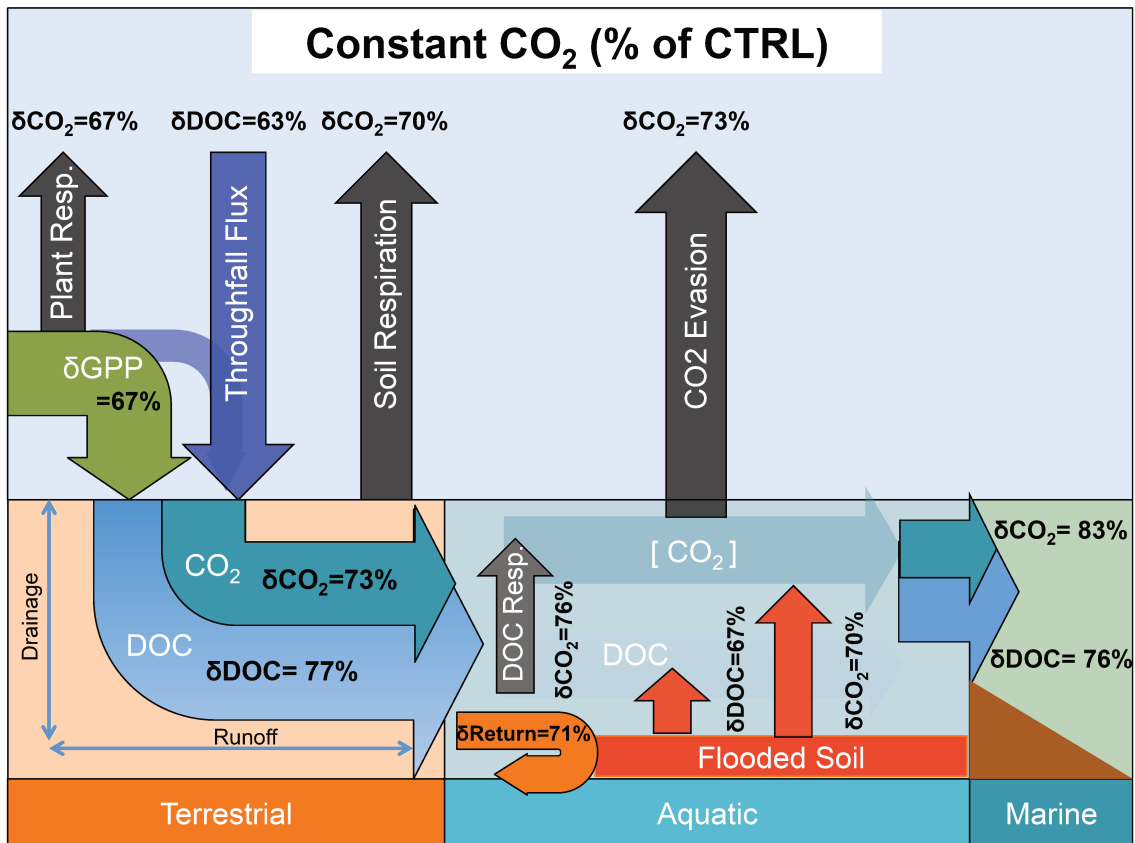 Constant CO₂ (% of CTRL)
δCO₂=67%
δDOC=63%
δCO₂=70%
δCO₂=73%
Plant Resp.
Throughfall Flux
Soil Respiration
CO2 Evasion
δGPP
=67%
CO₂
δCO₂=73%
DOC
δDOC= 77%
Drainage
Runoff
DOC Resp.
δCO₂=76%
[ CO₂ ]
DOC
δDOC=67%
δCO₂=70%
δReturn=71%
Flooded Soil
δCO₂= 83%
δDOC= 76%
Terrestrial
Aquatic
Marine